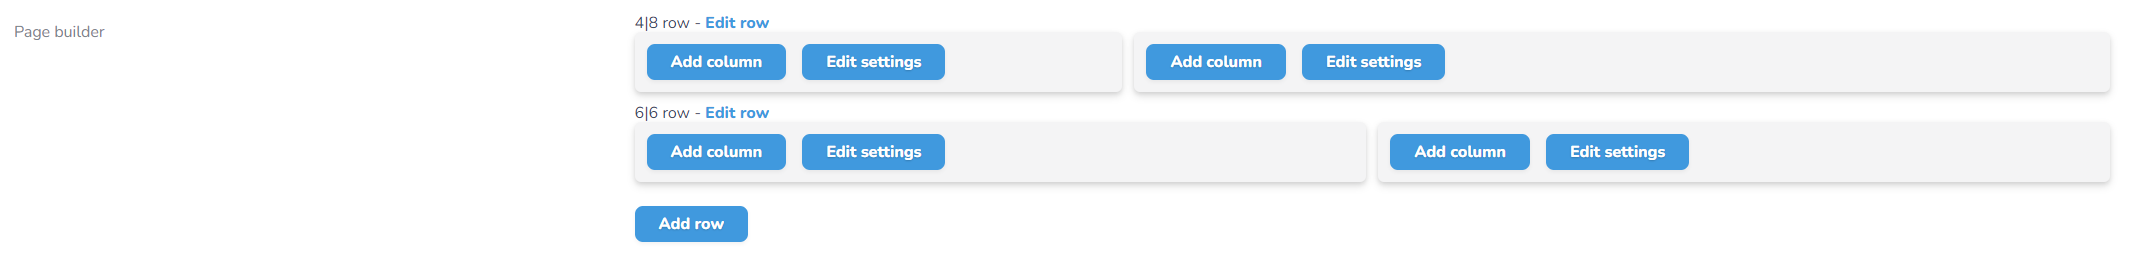 Page builder
4|8 row - Edit row
Add column Edit settings Add column Edit settings
6|6 row - Edit row
Add column Edit settings Add column Edit settings
Add row